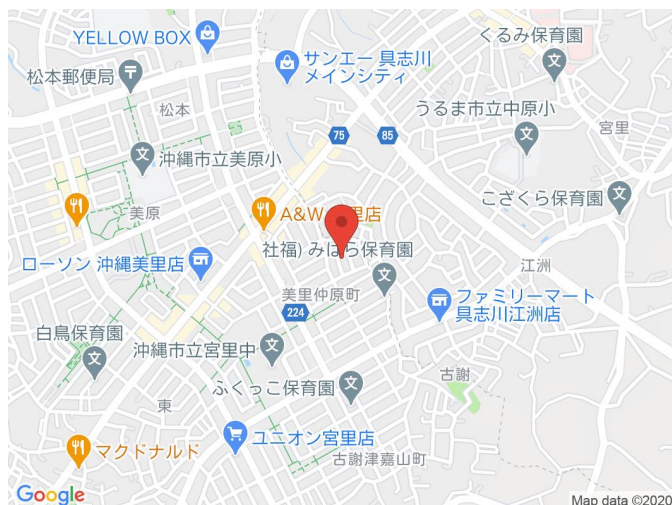 YELLOW BOX
松本郵便局
松本
サンエー 具志川
メインシティ
くるみ保育園
うるま市立中原小
宮里
75
85
沖縄市立美原小
美原
A&W
里店
こざくら保育園
社福) みはら保育園
江洲
ローソン 沖縄美里店
美里仲原町
224
ファミリーマート
具志川江洲店
白鳥保育園
沖縄市立宮里中
古謝
ふくっこ保育園
東
マクドナルド
ユニオン宮里店
古謝津嘉山町
Google
Map data ©2020